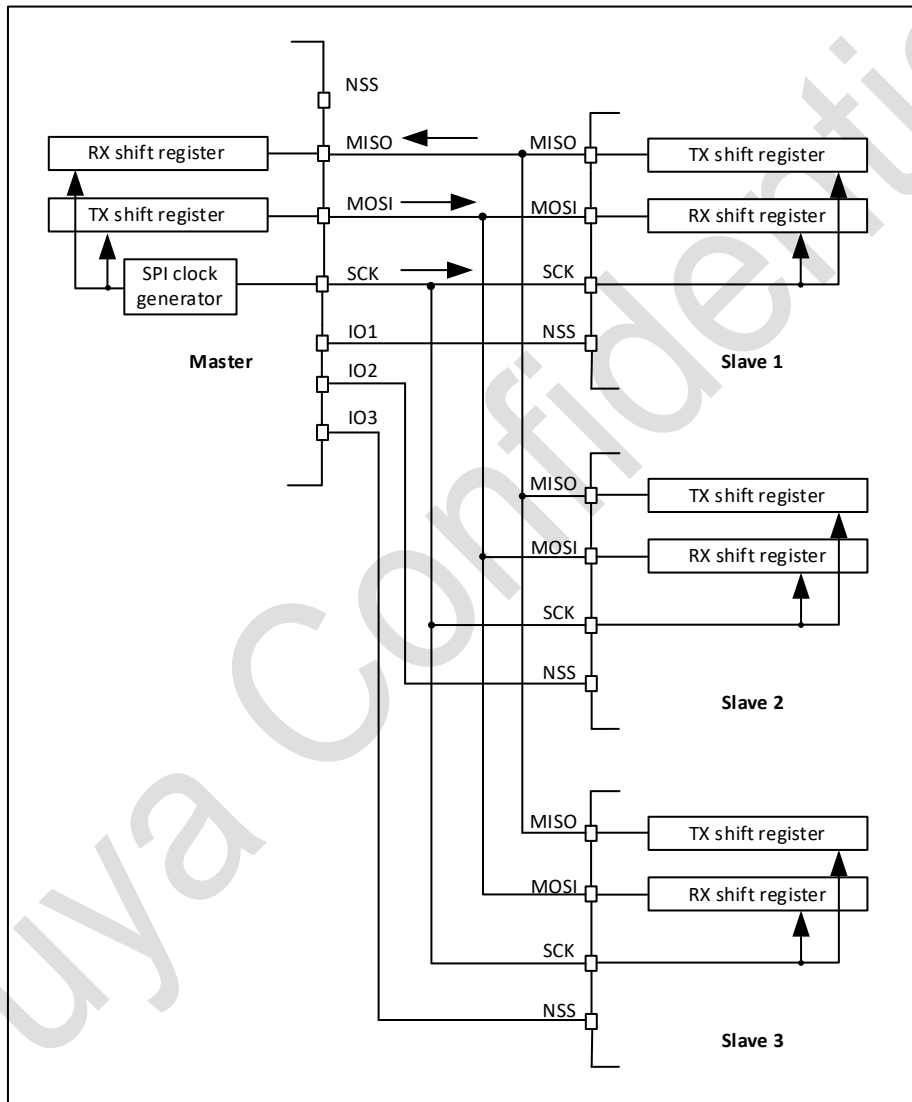 NSS
RX shift register
MISO
MISO
TX shift register
TX shift register
MOSI
MOSI
RX shift register
SPI clock
generator
SCK
SCK
IO1
NSS
Master
Slave 1
IO2
IO3
MISO
TX shift register
MOSI
RX shift register
SCK
NSS
Slave 2
MISO
TX shift register
MOSI
RX shift register
SCK
NSS
Slave 3
uya Confidential